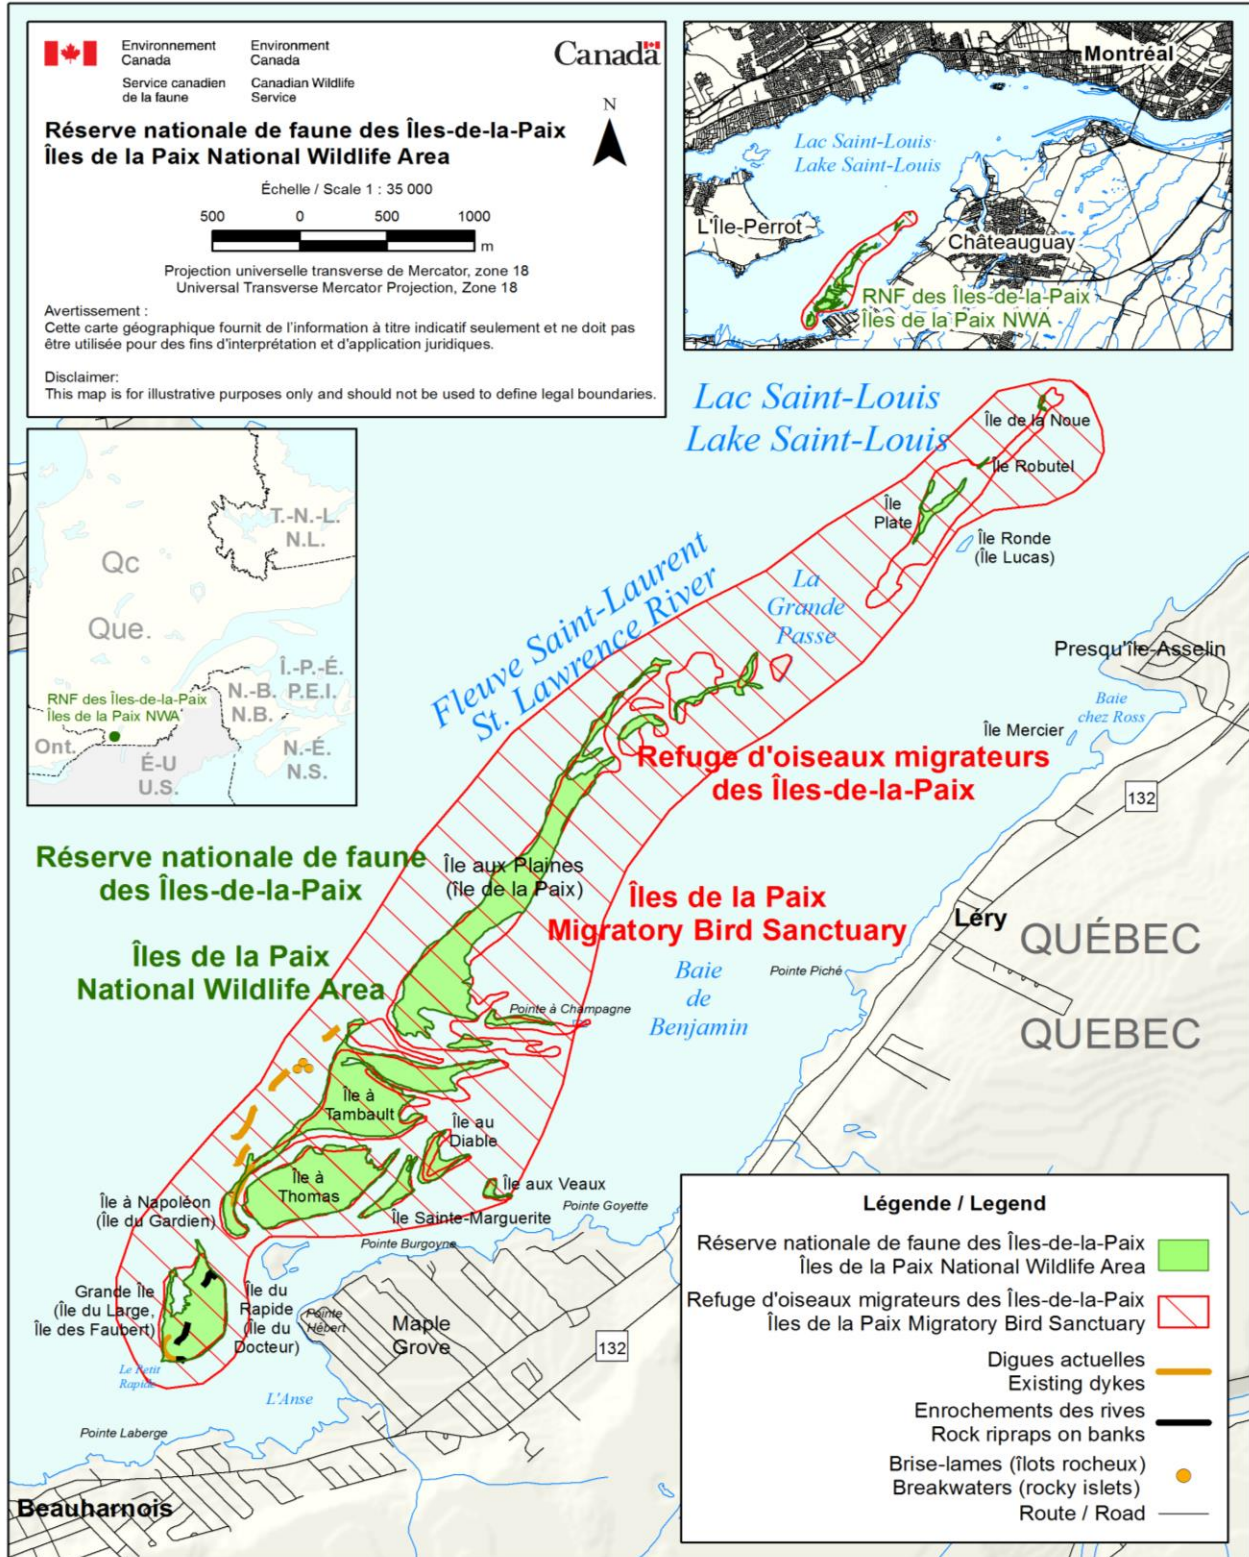 Environnement
Canada
Service canadien
de la faune
Environment
Canada
Canadian Wildlife
Service
Canada
N
Réserve nationale de faune des Îles-de-la-Paix
Îles de la Paix National Wildlife Area
Échelle / Scale 1 : 35 000
500 0 500 1000
m
Projection universelle transverse de Mercator, zone 18
Universal Transverse Mercator Projection, Zone 18
Avertissement :
Cette carte géographique fournit de l'information à titre indicatif seulement et ne doit pas
être utilisée pour des fins d'interprétation et d'application juridiques.
Disclaimer:
This map is for illustrative purposes only and should not be used to define legal boundaries.
Montréal
Lac Saint-Louis
Lake Saint-Louis
L'Île-Perrot
Châteauguay
RNF des Îles-de-la-Paix
Îles de la Paix NWA
T.-N.-L.
N.L.
Qc
Que.
Î.-P.-É.
P.E.I.
N.-B.
N.B.
RNF des Îles-de-la-Paix
Îles de la Paix NWA
Ont.
É-U
U.S.
N.-É.
N.S.
Lac Saint-Louis
Lake Saint-Louis
Île de la Noue
Île Robutel
Île
Plate
Île Ronde
(Île Lucas)
Fleuve Saint-Laurent
St. Lawrence River
La
Grande
Passe
Presqu'île-Asselin
Baie
chez Ross
Île Mercier
132
Refuge d'oiseaux migrateurs
des Îles-de-la-Paix
Réserve nationale de faune
des Îles-de-la-Paix
Île aux Plaines
(île de la Paix)
Îles de la Paix
Migratory Bird Sanctuary
Léry
QUÉBEC
Îles de la Paix
National Wildlife Area
Baie
de
Benjamin
Pointe Piché
Pointe à Champagne
QUEBEC
Île à
Tambault
Île au
Diable
Île à
Thomas
Île aux Veaux
Île à Napoléon
(Île du Gardien)
Île Sainte-Marguerite
Pointe Goyette
Pointe Burgoyne
Grande Île
(Île du Large,
Île des Faubert)
Île du
Rapide
(Île du
Docteur)
Pointe
Hébert
Maple
Grove
132
Le Petit
Rapide
L'Anse
Pointe Laberge
Beauharnois
Légende / Legend
Réserve nationale de faune des Îles-de-la-Paix
Îles de la Paix National Wildlife Area
Refuge d'oiseaux migrateurs des Îles-de-la-Paix
Îles de la Paix Migratory Bird Sanctuary
Digues actuelles
Existing dykes
Enrochements des rives
Rock ripraps on banks
Brise-lames (îlots rocheux)
Breakwaters (rocky islets)
Route / Road